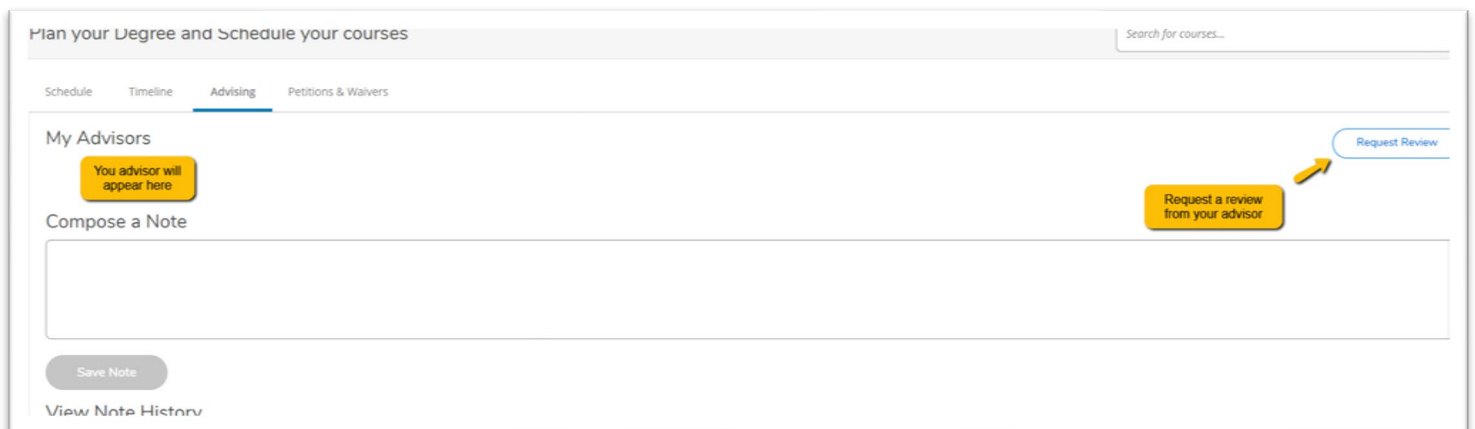 Plan your Degree and Schedule your courses
Search for courses...
Schedule Timeline Advising Petitions & Waivers
My Advisors
Request Review
You advisor will
appear here
Request a review
from your advisor
Compose a Note
Save Note
View Note History